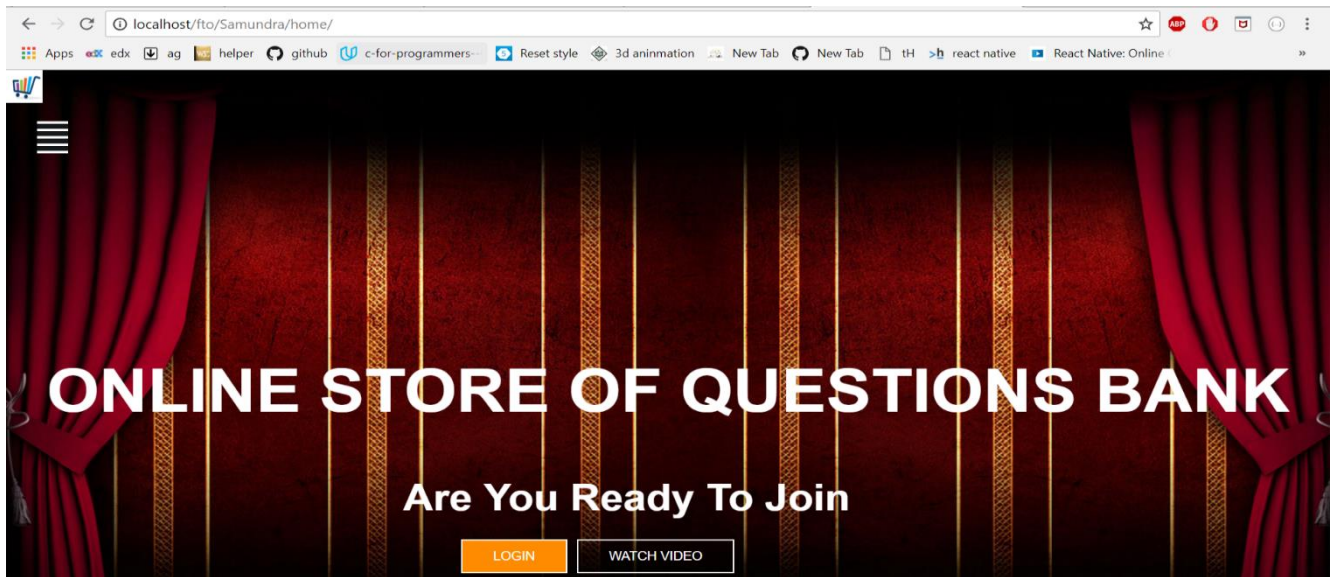 localhost/fto/Samundra/home/
ABP
Apps edx ag helper github c-for-programmers-- Reset style 3d aninmation New Tab New Tab tH >h react native React Native: Online
ONLINE STORE OF QUESTIONS BANK
Are You Ready To Join
LOGIN WATCH VIDEO